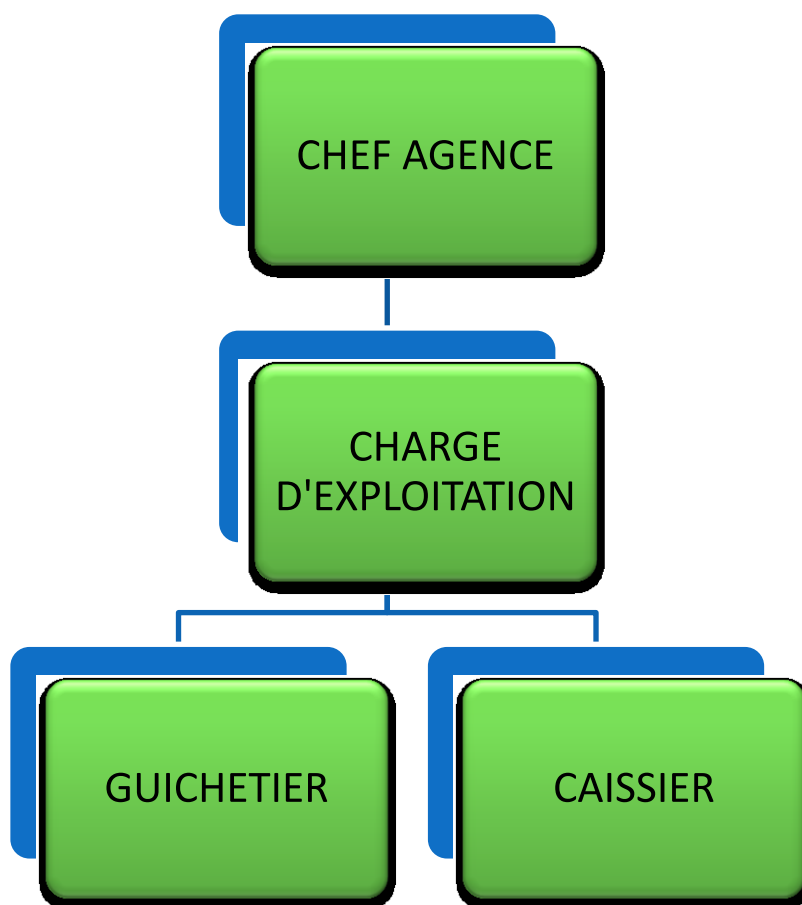 CHEF AGENCE
CHARGE
D'EXPLOITATION
GUICHETIER
CAISSIER